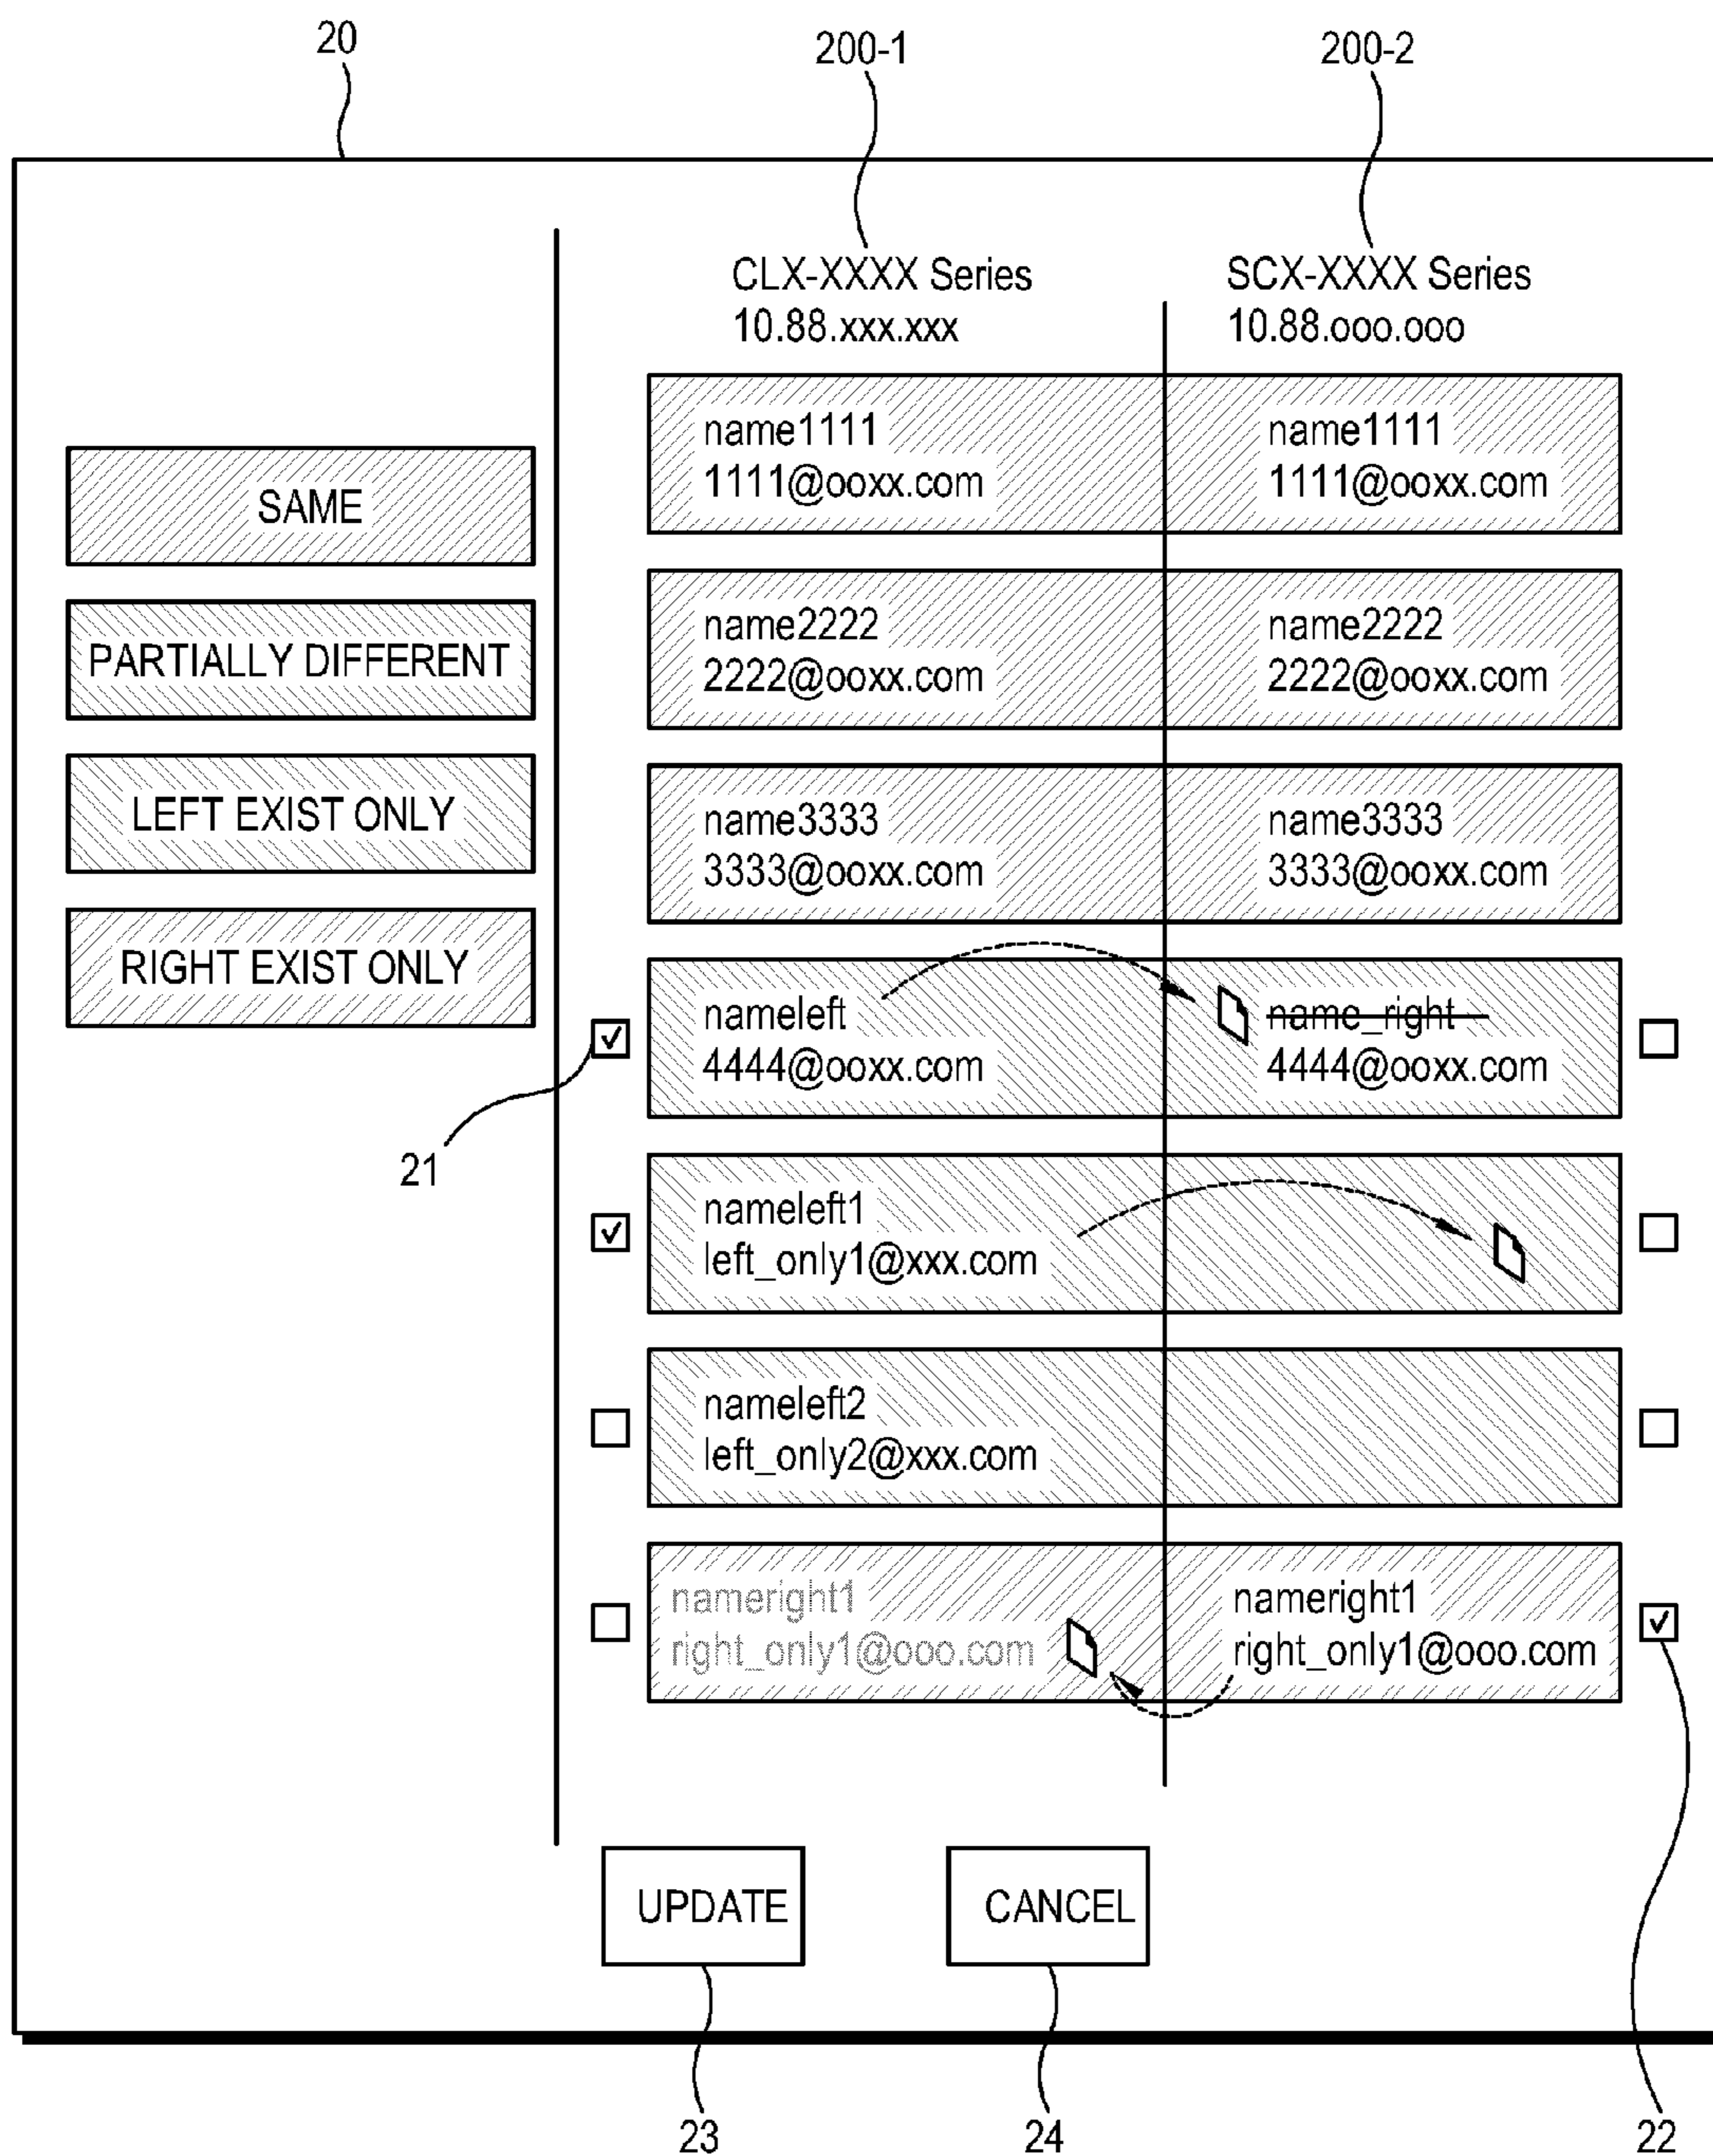 20
200-1
200-2
CLX-XXXX Series
10.88.xxx.xxx
SCX-XXXX Series
10.88.ooo.ooo
SAME
PARTIALLY DIFFERENT
LEFT EXIST ONLY
RIGHT EXIST ONLY
name1111
1111@ooxx.com
name1111
1111@ooxx.com
name2222
2222@ooxx.com
name2222
2222@ooxx.com
name3333
3333@ooxx.com
name3333
3333@ooxx.com
nameleft
4444@ooxx.com
name_right
4444@ooxx.com
21
nameleft1
left_only1@xxx.com
nameleft2
left_only2@xxx.com
nameright1
right_only1@ooo.com
nameright1
right_only1@ooo.com
UPDATE
CANCEL
23
24
22